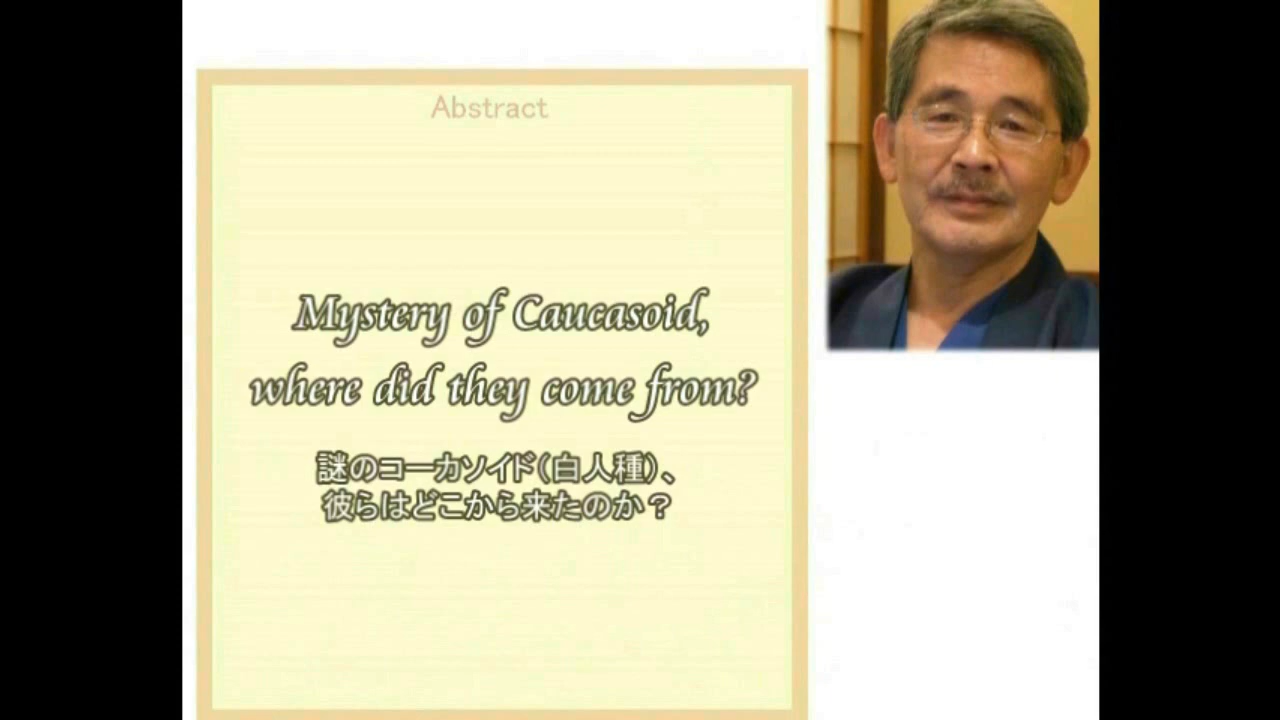 Abstract
Mystery of Caucasoid,
where did they come from?
謎のコーカソイド（白人種）、
彼らはどこから来たのか？